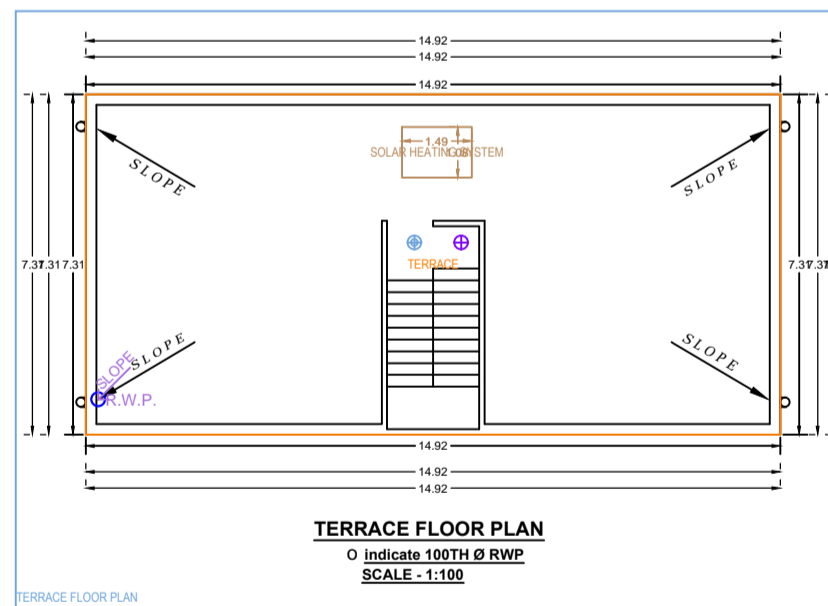 14.92
14.92
14.92
SLOPE
SLOPE
1.49
SOLAR HEATING SYSTEM
TERRACE
7.31
7.31
7.31
7.31
SLOPE
SLOPE
SLOPE
R.W.P.
14.92
14.92
14.92
TERRACE FLOOR PLAN
O indicate 100TH Ø RWP
SCALE - 1:100
TERRACE FLOOR PLAN